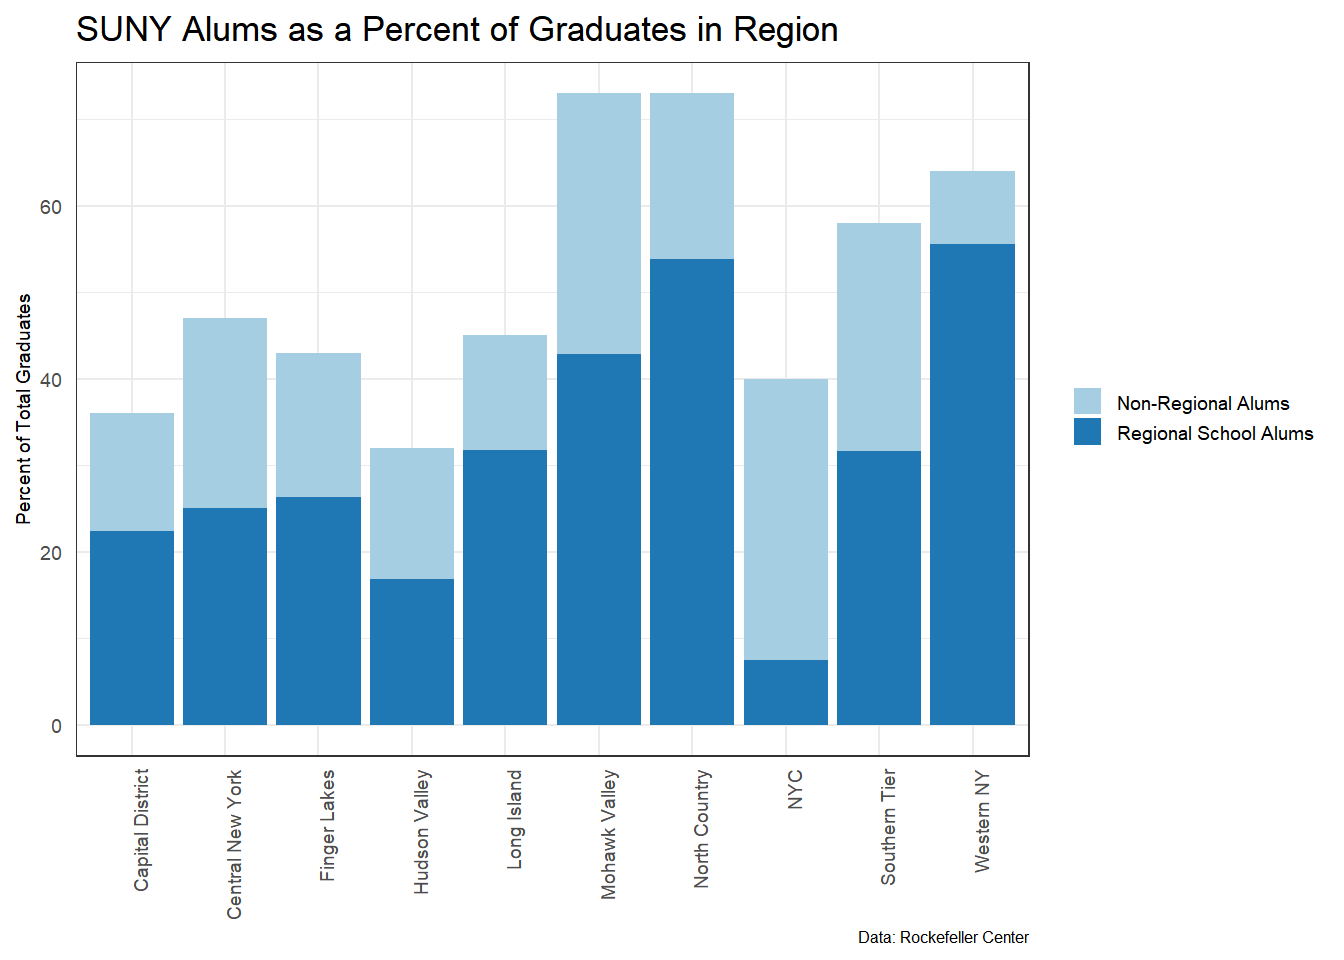 SUNY Alums as a Percent of Graduates in Region
Percent of Total Graduates
60
40
20
0
Capital District
Central New York
Finger Lakes
Hudson Valley
Long Island
Mohawk Valley
North Country
NYC
Southern Tier
Western NY
Non-Regional Alums
Regional School Alums
Data: Rockefeller Center